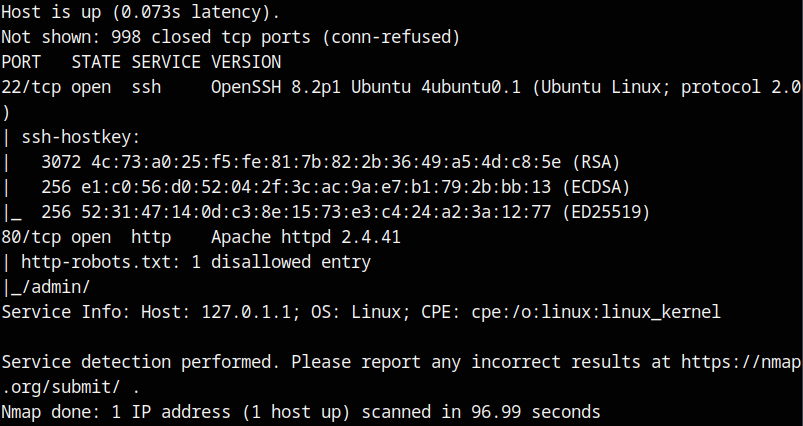 Host is up (0.073s latency).
Not shown: 998 closed tcp ports (conn-refused)
PORT   STATE SERVICE VERSION
22/tcp open  ssh     OpenSSH 8.2p1 Ubuntu 4ubuntu0.1 (Ubuntu Linux; protocol 2.0
)
| ssh-hostkey:
|   3072 4c:73:a0:25:f5:fe:81:7b:82:2b:36:49:a5:4d:c8:5e (RSA)
|   256 e1:c0:56:d0:52:04:2f:3c:ac:9a:e7:b1:79:2b:bb:13 (ECDSA)
|_  256 52:31:47:14:0d:c3:8e:15:73:e3:c4:24:a2:3a:12:77 (ED25519)
80/tcp open  http    Apache httpd 2.4.41
| http-robots.txt: 1 disallowed entry
|_/admin/
Service Info: Host: 127.0.1.1; OS: Linux; CPE: cpe:/o:linux:linux_kernel

Service detection performed. Please report any incorrect results at https://nmap
.org/submit/ .
Nmap done: 1 IP address (1 host up) scanned in 96.99 seconds